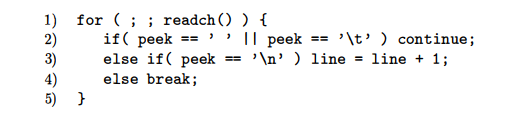 1) for ( ; ; readch() ) {
2) if( peek == ’ ’ || peek == ’\t’ ) continue;
3) else if( peek == ’\n’ ) line = line + 1;
4) else break;
5) }